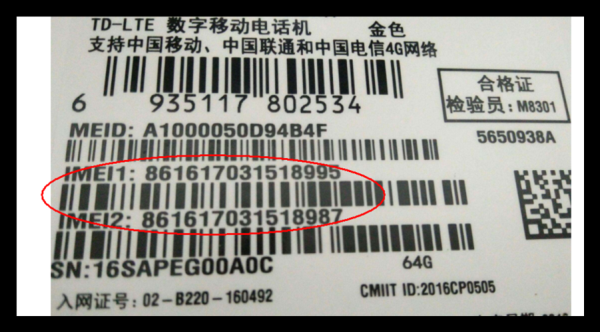 TD-LTE 数字移动电话机 金色
支持中国移动、中国联通和中国电信4G网络
6 935117 802534
合格证
检验员: M8301
MEID: A1000050D94B4F
5650938A
IMEI1: 861617031518995
IMEI2: 861617031518987
SN:16SAPEG00A0C
64G
入网证号: 02-B220-160492
CMIIT ID:2016CP0505